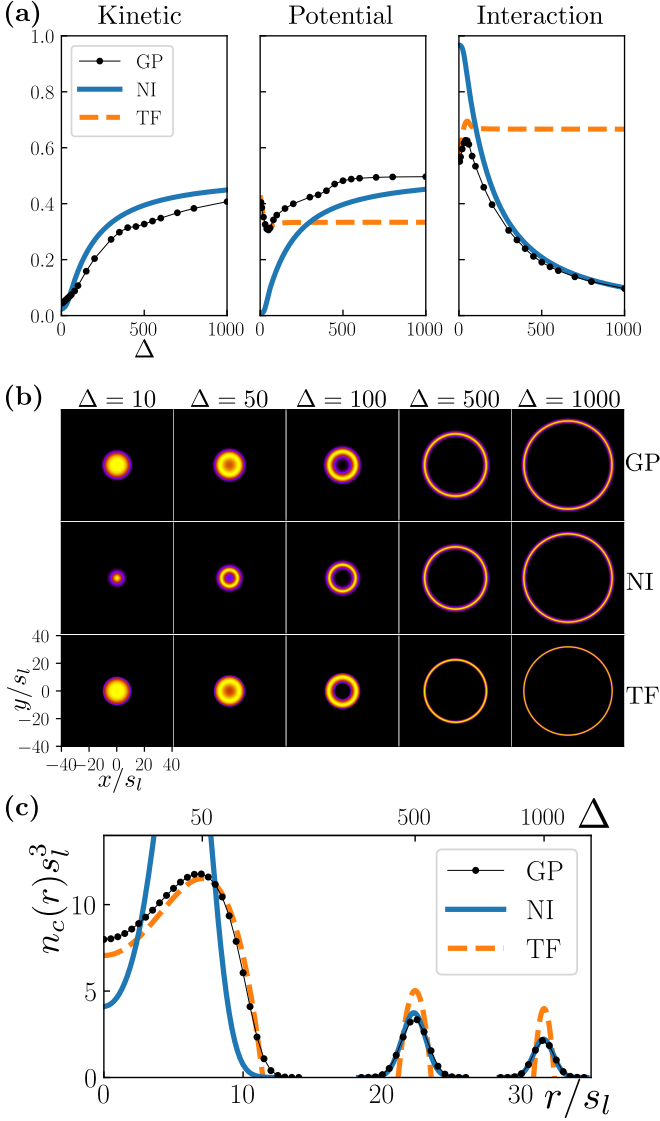 (a) Kinetic Potential Interaction
1.0
0.8
0.6
0.4
0.2
0.0
GP
NI
TF
0 500 1000 0 500 1000 0 500 1000
Δ
(b) Δ = 10 Δ = 50 Δ = 100 Δ = 500 Δ = 1000
GP
NI
TF
40
20
0
−20
−40
y/s_l
−40 −20 0 20 40
x/s_l
(c) 50 500 1000 Δ
n_c(r)s_l^3
10
5
0
GP
NI
TF
0 10 20 30 r/s_l